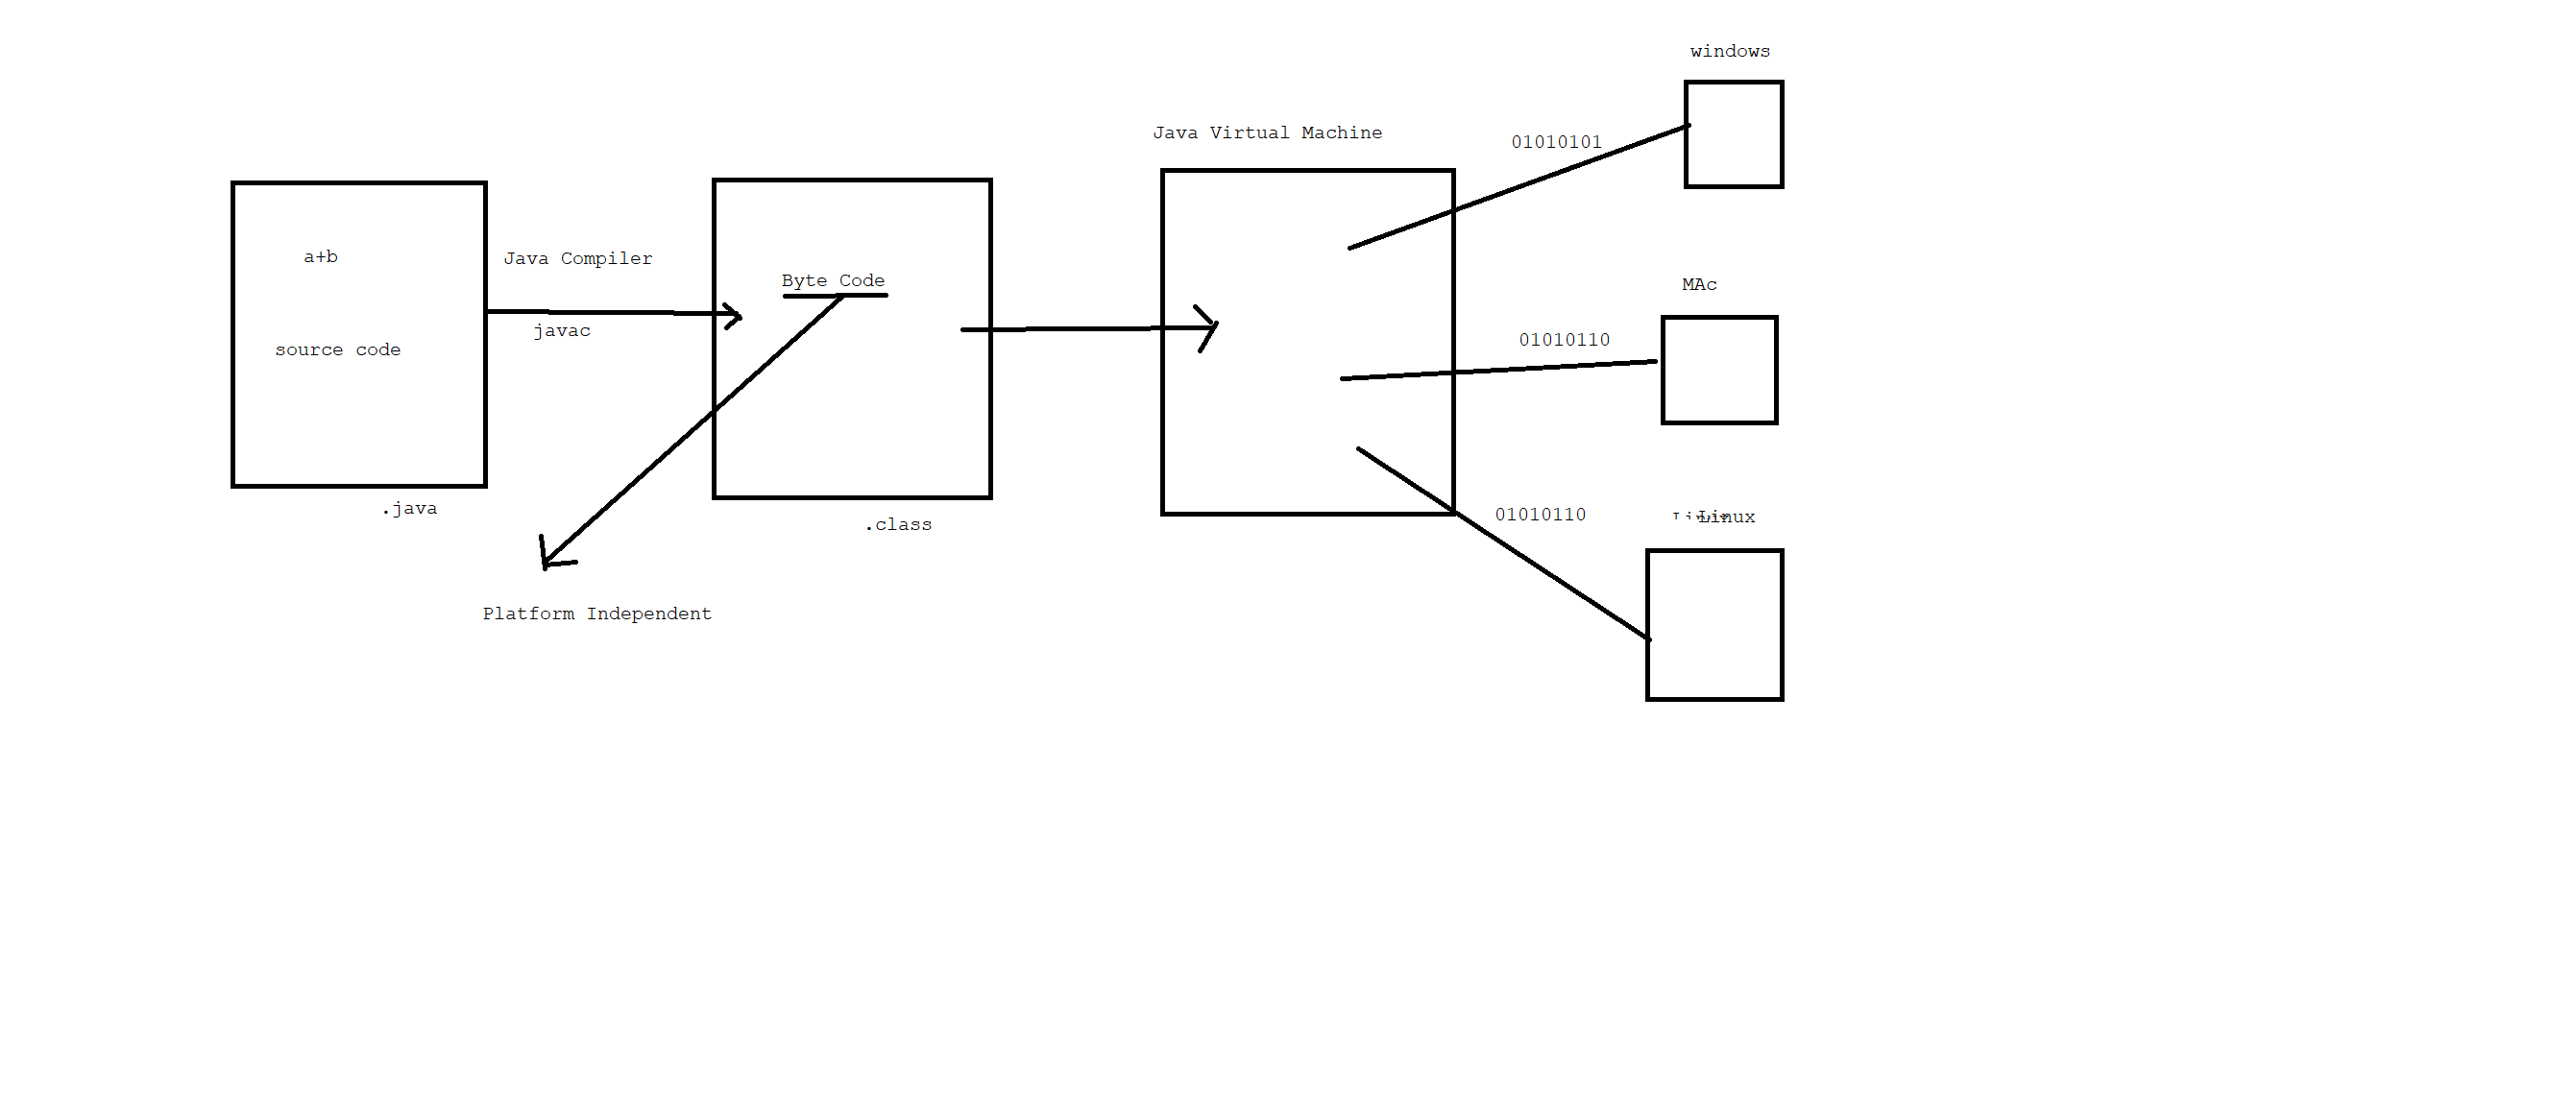 windows
Java Virtual Machine
01010101
a+b
Java Compiler
Byte Code
MAc
javac
01010110
source code
.java
.class
01010110
Linux
Platform Independent